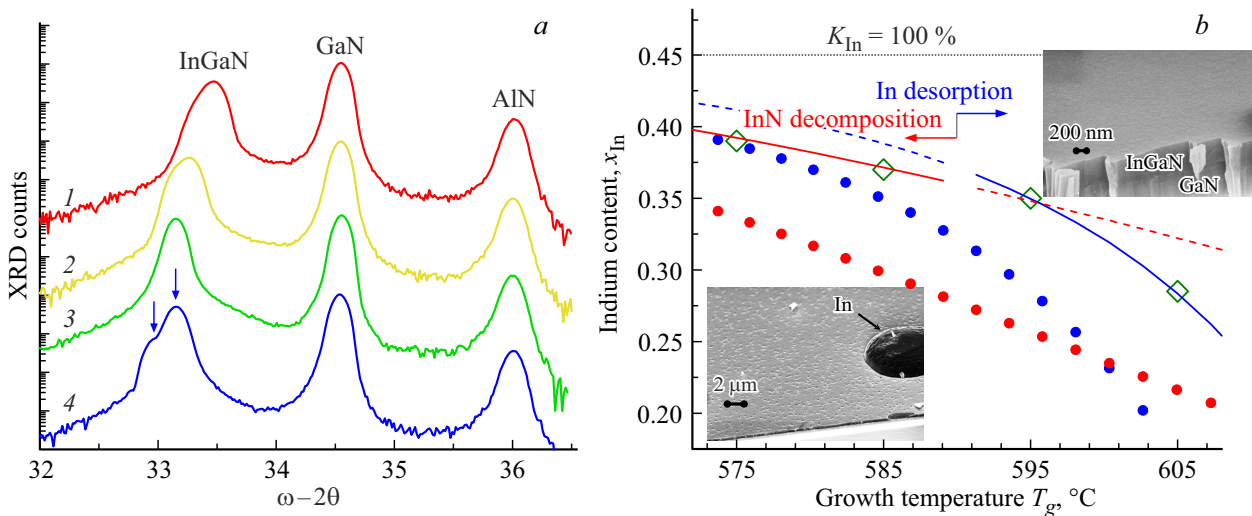 a
InGaN
GaN
AlN
1
2
3
4
XRD counts
32
33
34
35
36
ω–2θ
b
K_In = 100 %
In desorption
InN decomposition
200 nm
InGaN
GaN
In
2 μm
Indium content, x_In
0.45
0.40
0.35
0.30
0.25
0.20
575
585
595
605
Growth temperature T_g, °C